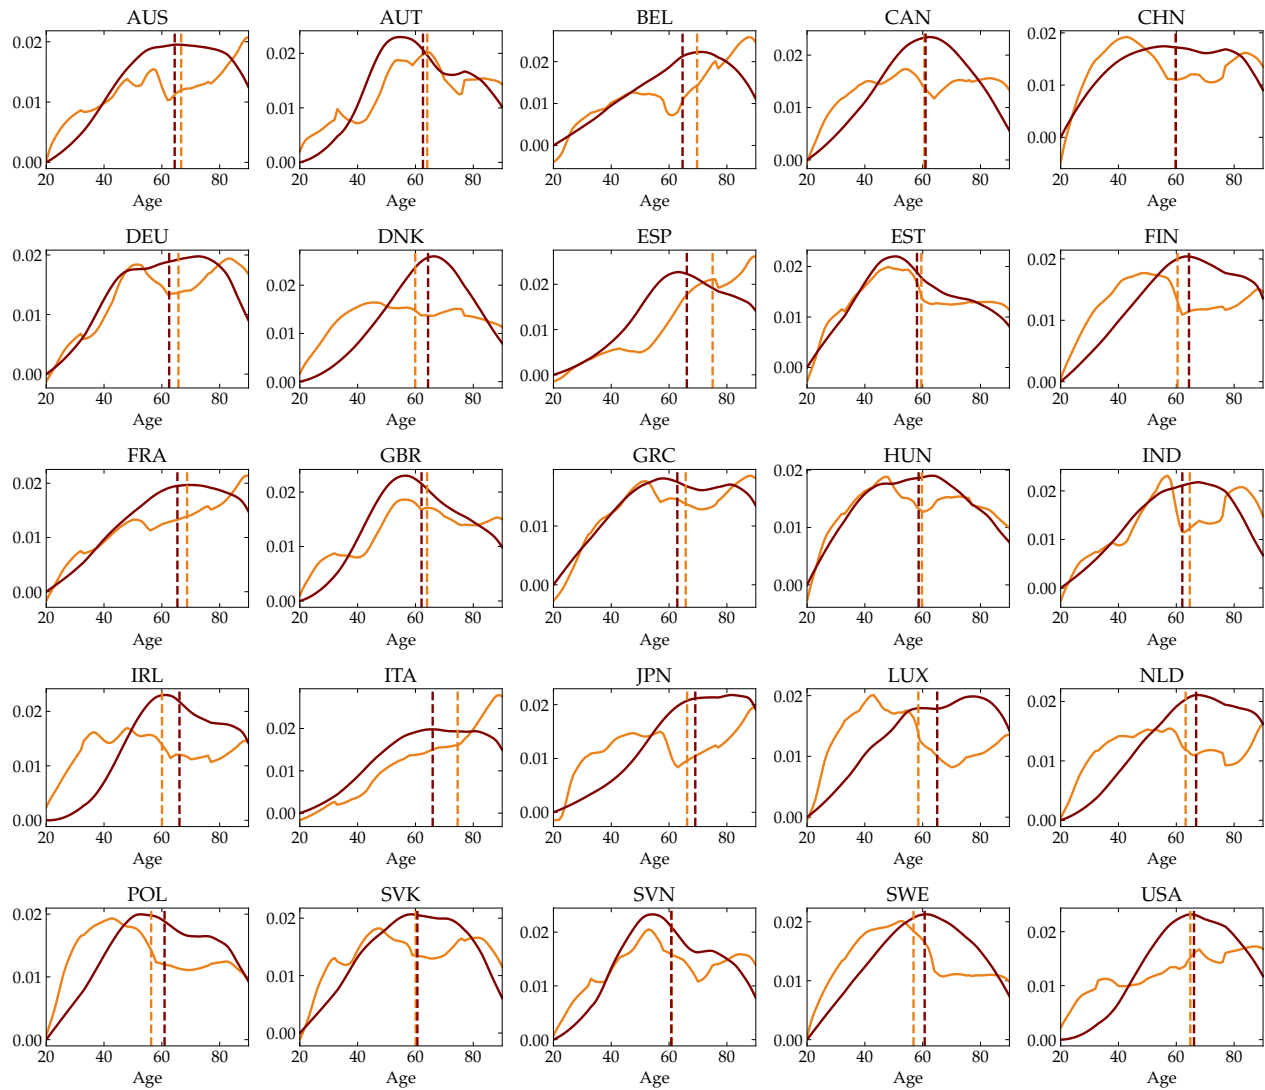 AUS AUT BEL CAN CHN
0.02 0.02 0.02 0.02 0.02
0.01 0.01 0.01 0.01 0.01
0.00 0.00 0.00 0.00 0.00
20 40 60 80 20 40 60 80 20 40 60 80 20 40 60 80 20 40 60 80
Age Age Age Age Age
DEU DNK ESP EST FIN
0.02 0.02 0.02 0.02 0.02
0.01 0.01 0.01 0.01 0.01
0.00 0.00 0.00 0.00 0.00
20 40 60 80 20 40 60 80 20 40 60 80 20 40 60 80 20 40 60 80
Age Age Age Age Age
FRA GBR GRC HUN IND
0.02 0.02 0.02 0.02
0.01 0.01 0.01 0.01 0.01
0.00 0.00 0.00 0.00 0.00
20 40 60 80 20 40 60 80 20 40 60 80 20 40 60 80 20 40 60 80
Age Age Age Age Age
IRL ITA JPN LUX NLD
0.02 0.02 0.02 0.02 0.02
0.01 0.01 0.01 0.01 0.01
0.00 0.00 0.00 0.00 0.00
20 40 60 80 20 40 60 80 20 40 60 80 20 40 60 80 20 40 60 80
Age Age Age Age Age
POL SVK SVN SWE USA
0.02 0.02 0.02 0.02 0.02
0.01 0.01 0.01 0.01 0.01
0.00 0.00 0.00 0.00 0.00
20 40 60 80 20 40 60 80 20 40 60 80 20 40 60 80 20 40 60 80
Age Age Age Age Age